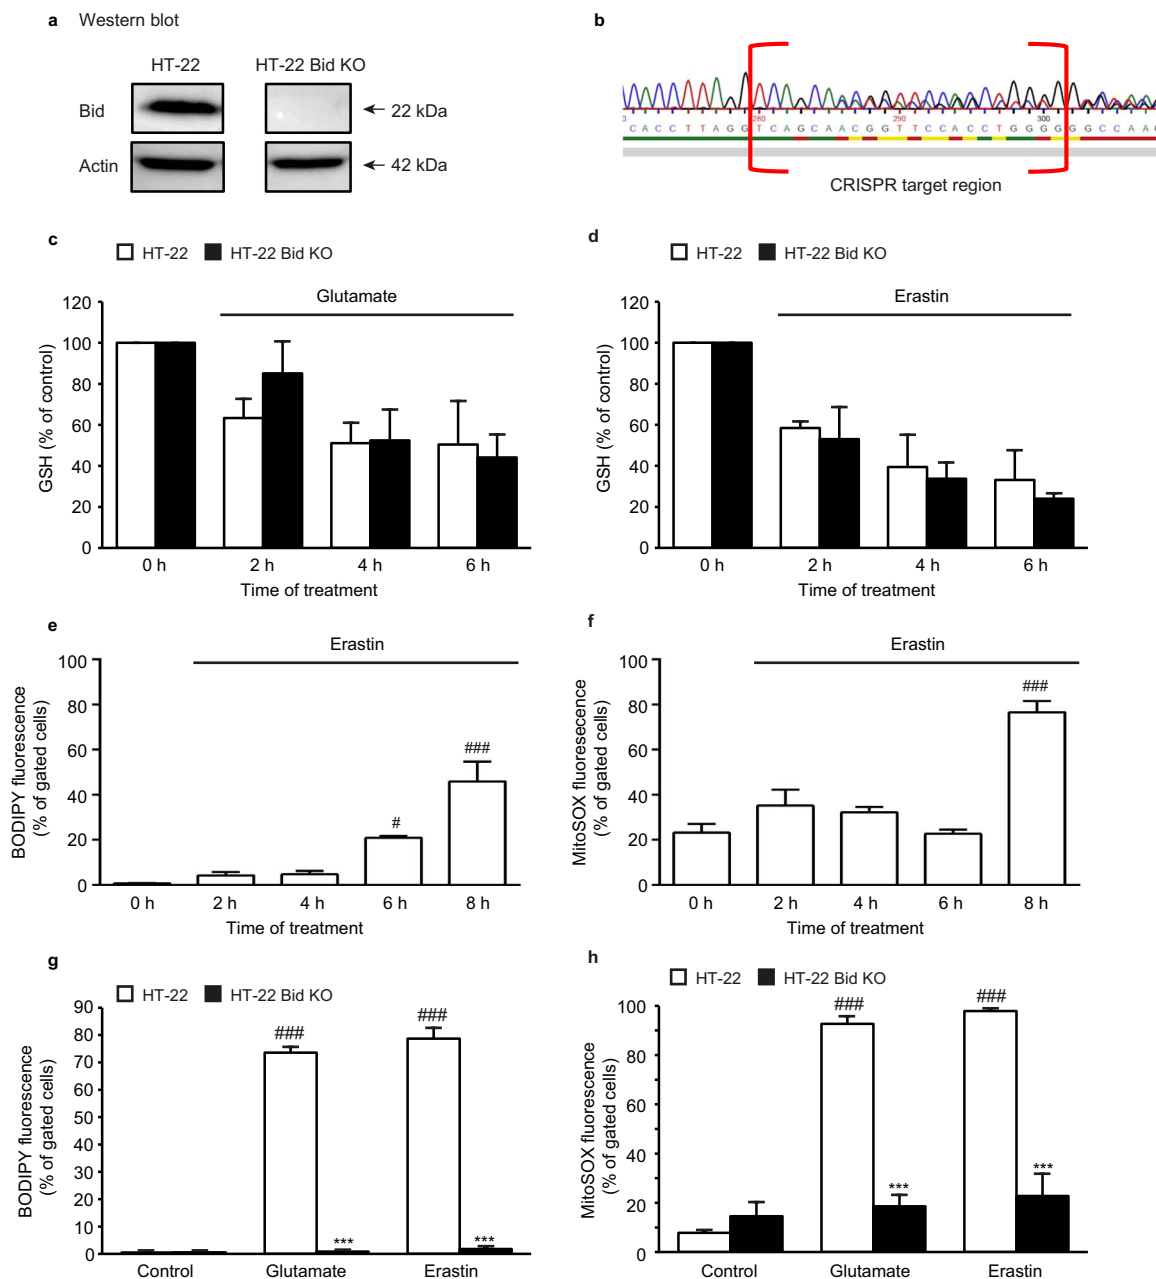 a Western blot
HT-22 HT-22 Bid KO
Bid ← 22 kDa
Actin ← 42 kDa
b
280 290 300
CACCTTAGGTCAGCAACGGTTCCACCTGGGGGGCCAA
CRISPR target region
c
HT-22 HT-22 Bid KO
Glutamate
GSH (% of control)
120
100
80
60
40
20
0
0 h 2 h 4 h 6 h
Time of treatment
d
HT-22 HT-22 Bid KO
Erastin
GSH (% of control)
120
100
80
60
40
20
0
0 h 2 h 4 h 6 h
Time of treatment
e
Erastin
BODIPY fluorescence
(% of gated cells)
100
80
60
40
20
0
# ###
0 h 2 h 4 h 6 h 8 h
Time of treatment
f
Erastin
MitoSOX fluoresecence
(% of gated cells)
100
80
60
40
20
0
###
0 h 2 h 4 h 6 h 8 h
Time of treatment
g
HT-22 HT-22 Bid KO
BODIPY fluorescence
(% of gated cells)
90
80
70
60
50
40
30
20
10
0
### ###
*** ***
Control Glutamate Erastin
h
HT-22 HT-22 Bid KO
MitoSOX fluorescence
(% of gated cells)
100
80
60
40
20
0
### ###
*** ***
Control Glutamate Erastin